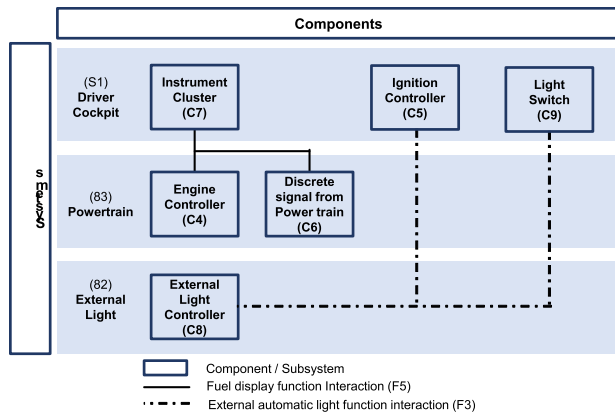 Components
Systems
(S1)
Driver
Cockpit
Instrument
Cluster
(C7)
Ignition
Controller
(C5)
Light
Switch
(C9)
(83)
Powertrain
Engine
Controller
(C4)
Discrete
signal from
Power train
(C6)
(82)
External
Light
External
Light
Controller
(C8)
Component / Subsystem
Fuel display function Interaction (F5)
External automatic light function interaction (F3)